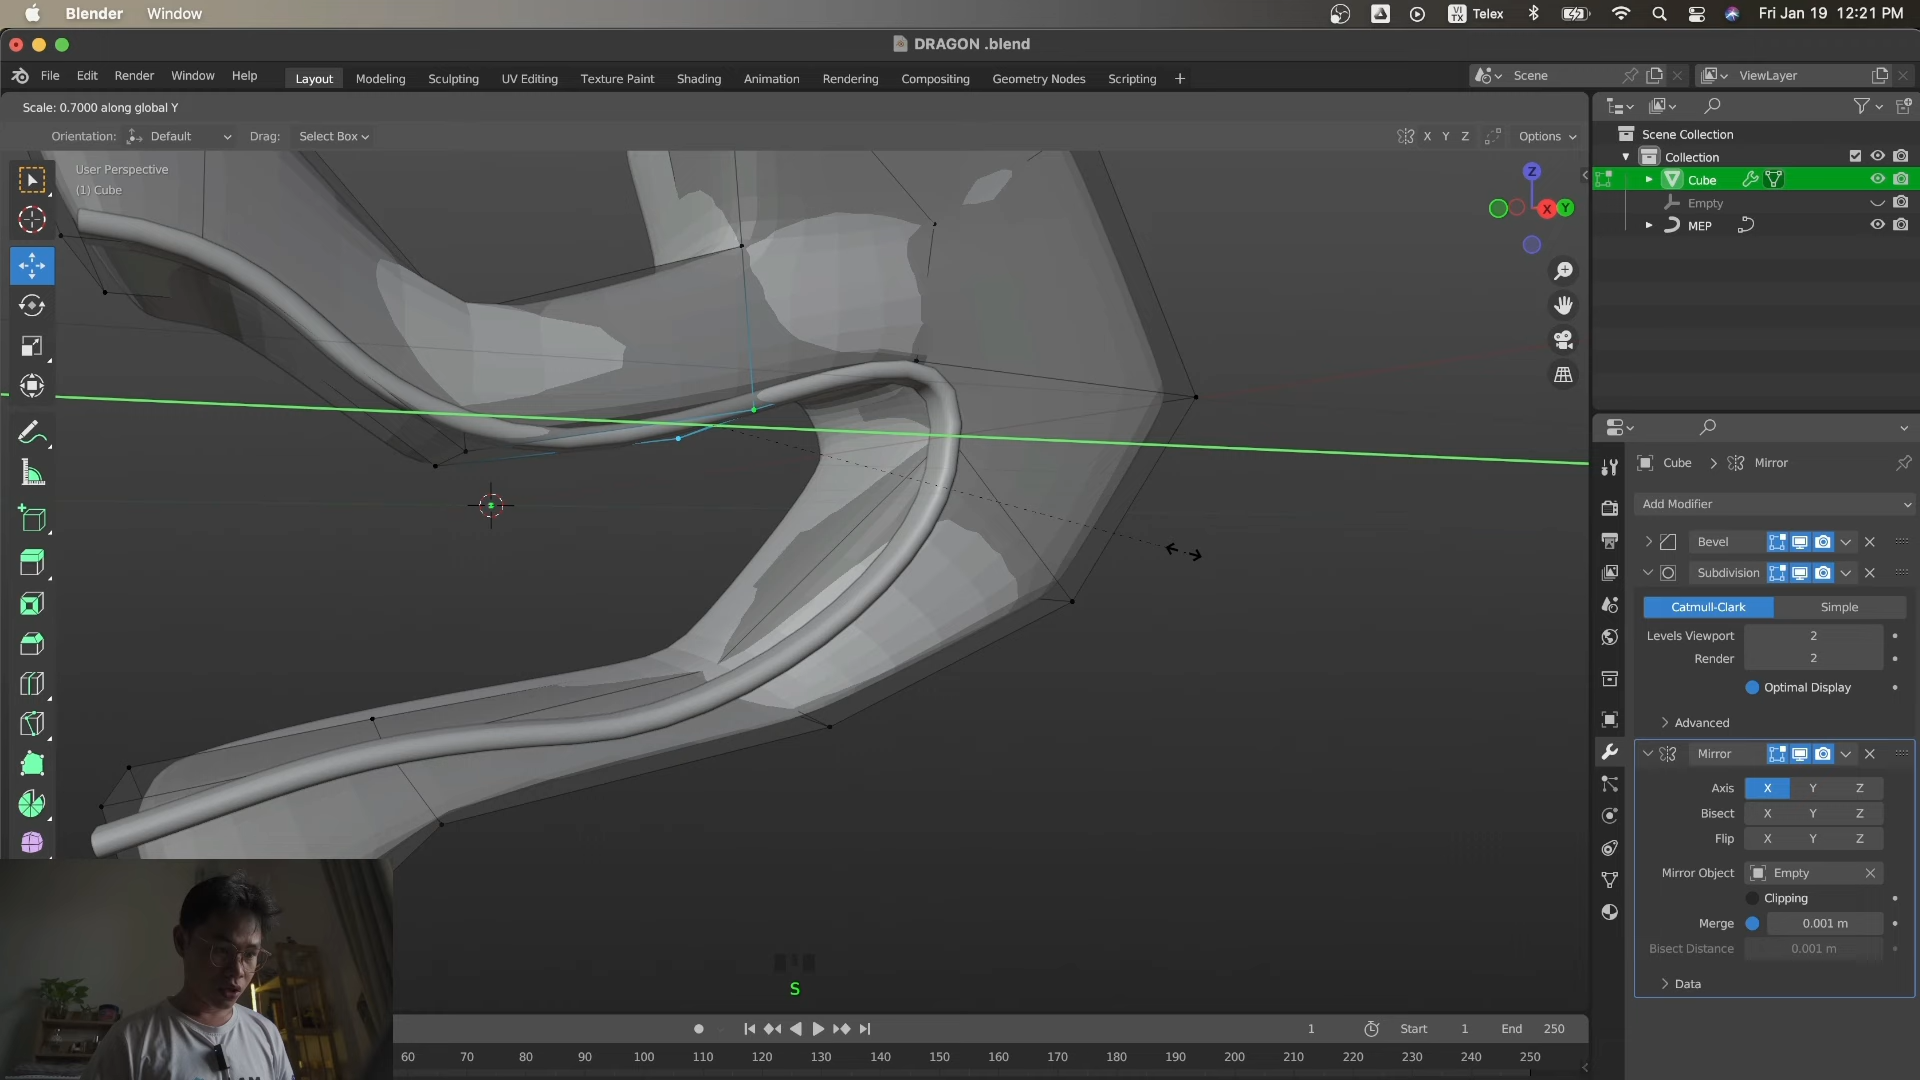 Blender Window
VI TX Telex Fri Jan 19 12:21 PM
DRAGON .blend
File Edit Render Window Help Layout Modeling Sculpting UV Editing Texture Paint Shading Animation Rendering Compositing Geometry Nodes Scripting + Scene ViewLayer
Scale: 0.7000 along global Y
Orientation: Default Drag: Select Box X Y Z Options
User Perspective
(1) Cube
Z
X Y
Scene Collection
Collection
Cube
Empty
MEP
Cube > Mirror
Add Modifier
Bevel
Subdivision
Catmull-Clark Simple
Levels Viewport 2
Render 2
Optimal Display
Advanced
Mirror
Axis X Y Z
Bisect X Y Z
Flip X Y Z
Mirror Object Empty
Clipping
Merge 0.001 m
Bisect Distance 0.001 m
Data
S
1 Start 1 End 250
60 70 80 90 100 110 120 130 140 150 160 170 180 190 200 210 220 230 240 250